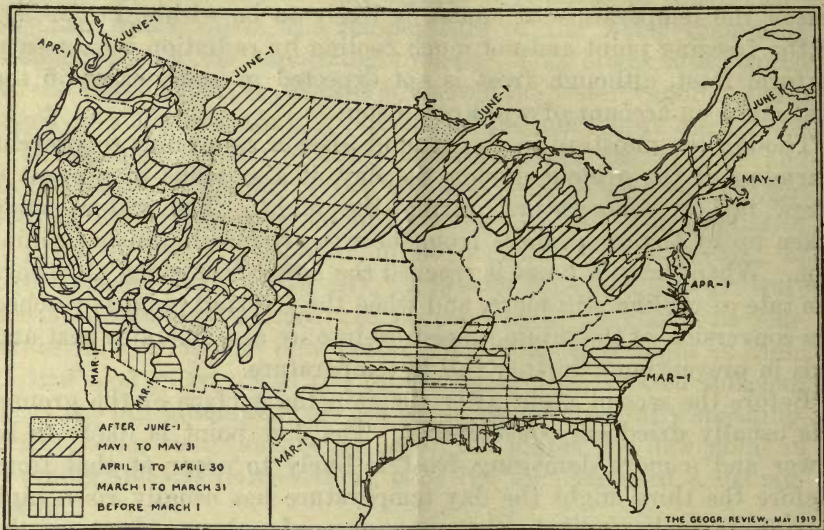 APR-1
JUNE-1
JUNE-1
JUNE-1
JUNE 1
MAY-1
APR-1
MAR-1
MAR-1
MAR-1
MAR-1
AFTER JUNE-1
MAY 1 TO MAY 31
APRIL 1 TO APRIL 30
MARCH 1 TO MARCH 31
BEFORE MARCH 1
THE GEOGR. REVIEW, MAY 1919